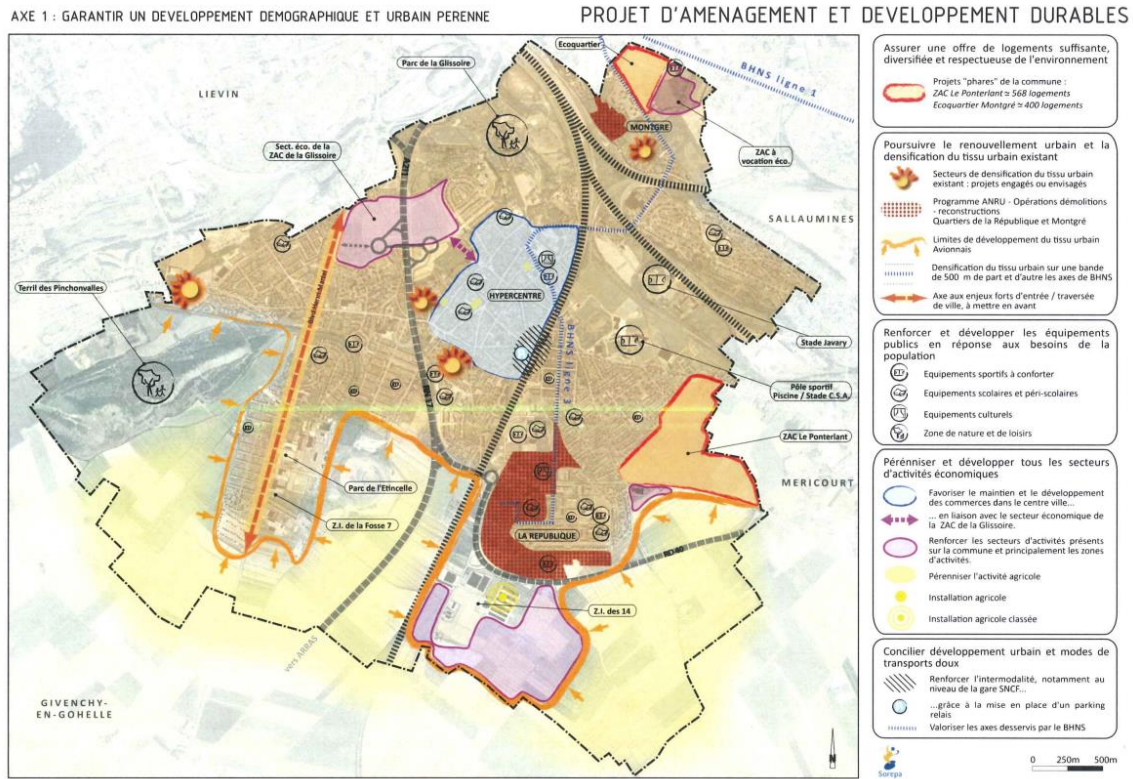 AXE 1 : GARANTIR UN DEVELOPPEMENT DEMOGRAPHIQUE ET URBAIN PERENNE
PROJET D'AMENAGEMENT ET DEVELOPPEMENT DURABLES
Ecoquartier
BHNS ligne 1
Parc de la Glissoire
LIEVIN
MONTGRE
Sect. éco. de la
ZAC de la Glissoire
ZAC à
vocation éco.
SALLAUMINES
Terril des Pinchonvalles
HYPERCENTRE
Stade Javary
BHNS ligne 3
Pôle sportif
Piscine / Stade C.S.A.
ZAC Le Ponterlant
MERICOURT
Parc de l'Etincelle
Z.I. de la Fosse 7
LA REPUBLIQUE
RD 40
Z.I. des 14
vers ARRAS
GIVENCHY-
EN-GOHELLE
N
Assurer une offre de logements suffisante,
diversifiée et respectueuse de l'environnement
Projets "phares" de la commune :
ZAC Le Ponterlant ≈ 568 logements
Ecoquartier Montgré ≈ 400 logements
Poursuivre le renouvellement urbain et la
densification du tissu urbain existant
Secteurs de densification du tissu urbain
existant : projets engagés ou envisagés
Programme ANRU - Opérations démolitions
- reconstructions
Quartiers de la République et Montgré
Limites de développement du tissu urbain
Avionnais
Densification du tissu urbain sur une bande
de 500 m de part et d'autre les axes de BHNS
Axe aux enjeux forts d'entrée / traversée
de ville, à mettre en avant
Renforcer et développer les équipements
publics en réponse aux besoins de la
population
Equipements sportifs à conforter
Equipements scolaires et péri-scolaires
Equipements culturels
Zone de nature et de loisirs
Pérénniser et développer tous les secteurs
d'activités économiques
Favoriser le maintien et le développement
des commerces dans le centre ville...
... en liaison avec le secteur économique de
la ZAC de la Glissoire.
Renforcer les secteurs d'activités présents
sur la commune et principalement les zones
d'activités.
Pérenniser l'activité agricole
Installation agricole
Installation agricole classée
Concilier développement urbain et modes de
transports doux
Renforcer l'intermodalité, notamment au
niveau de la gare SNCF...
...grâce à la mise en place d'un parking
relais
Valoriser les axes desservis par le BHNS
Sorepa
0 250m 500m